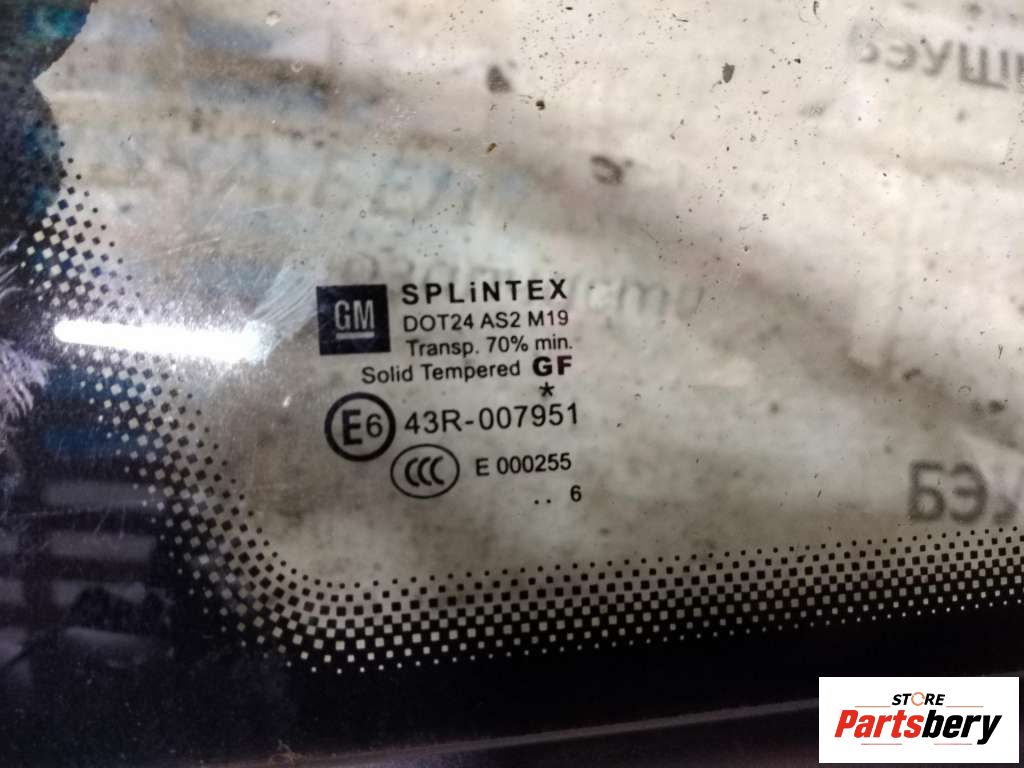 GM
SPLiNTEX
DOT24 AS2 M19
Transp. 70% min.
Solid Tempered GF
*
E6 43R-007951
CCC E 000255
.. 6
STORE
Partsbery